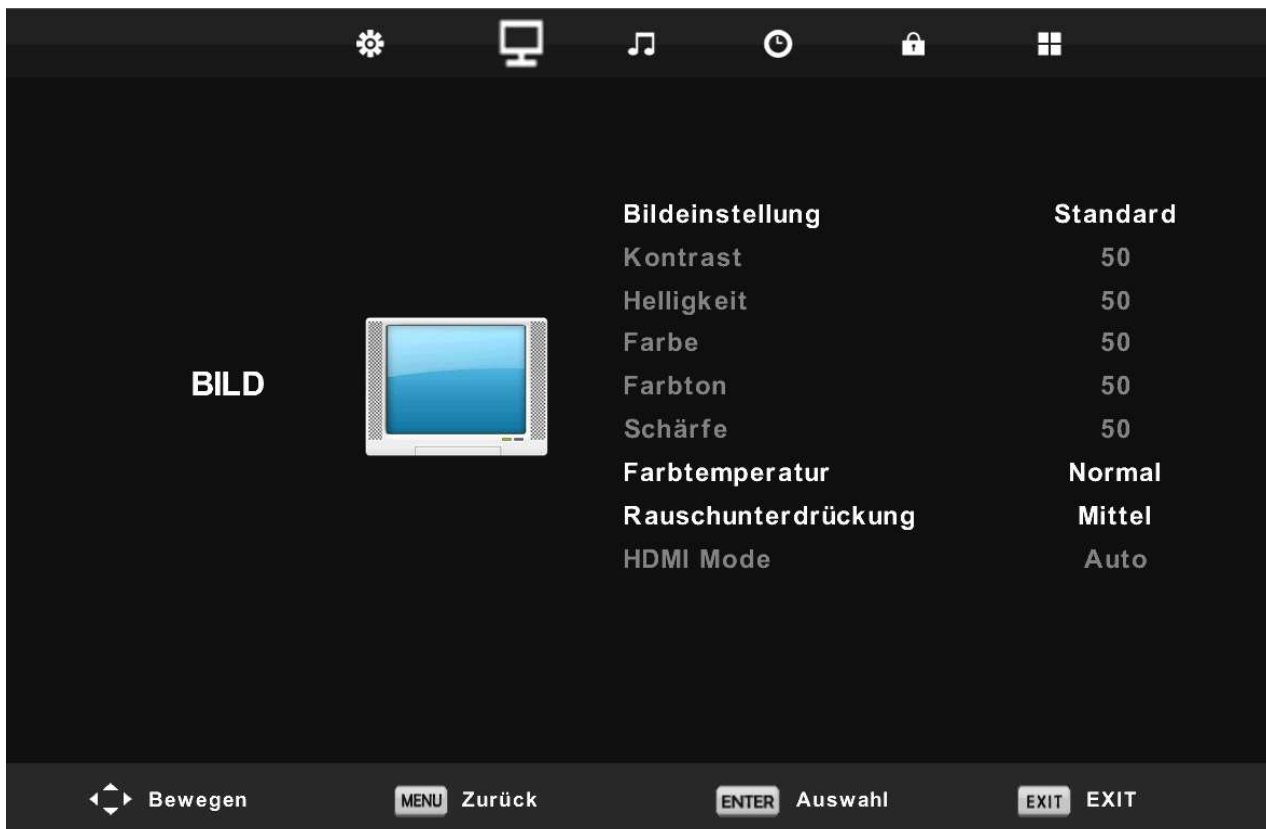 Bildeinstellung Standard
Kontrast 50
Helligkeit 50
Farbe 50
BILD
Farbton 50
Schärfe 50
Farbtemperatur Normal
Rauschunterdrückung Mittel
HDMI Mode Auto
Bewegen MENU Zurück ENTER Auswahl EXIT EXIT